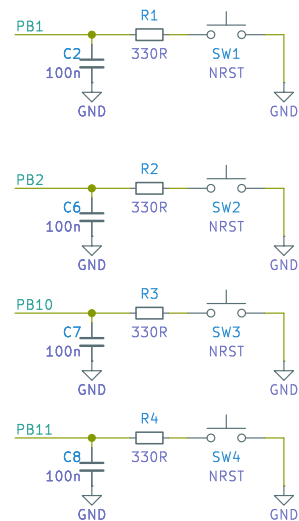 PB1 R1
C2 330R SW1
100n NRST
GND GND
PB2 R2
C6 330R SW2
100n NRST
GND GND
PB10 R3
C7 330R SW3
100n NRST
GND GND
PB11 R4
C8 330R SW4
100n NRST
GND GND